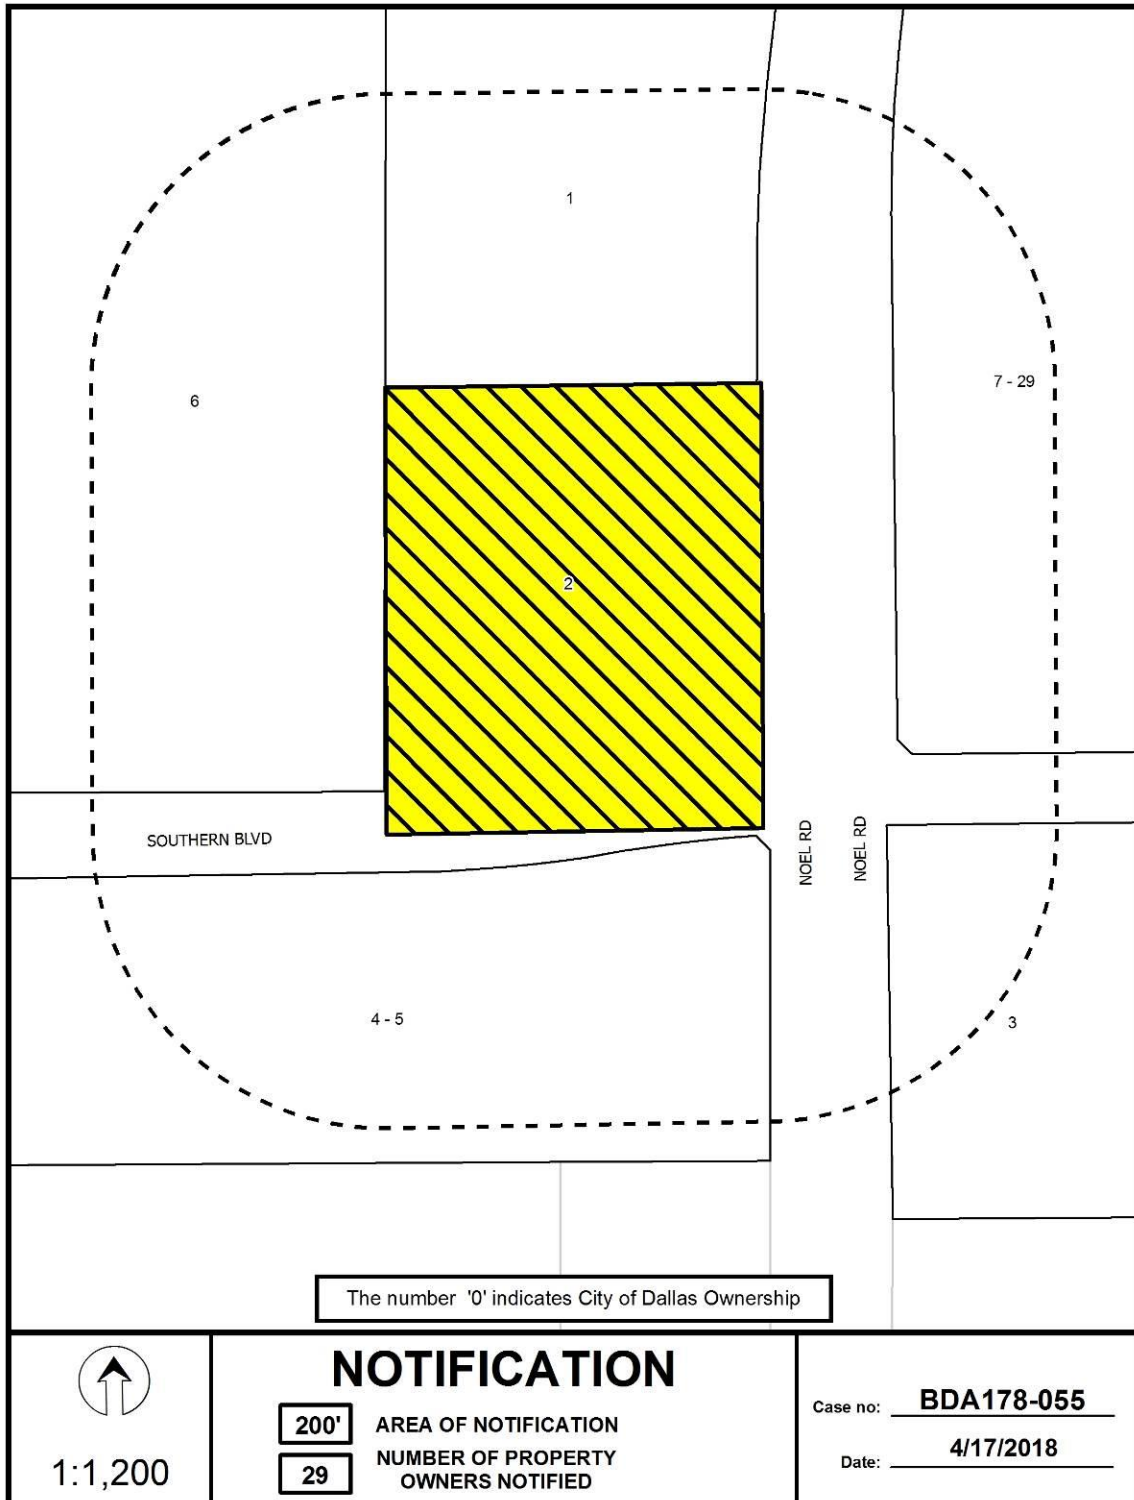 1
7 - 29
6
2
SOUTHERN BLVD
NOEL RD
NOEL RD
4 - 5
3
The number '0' indicates City of Dallas Ownership
1:1,200
NOTIFICATION
200' AREA OF NOTIFICATION
29 NUMBER OF PROPERTY
OWNERS NOTIFIED
Case no: BDA178-055
Date: 4/17/2018